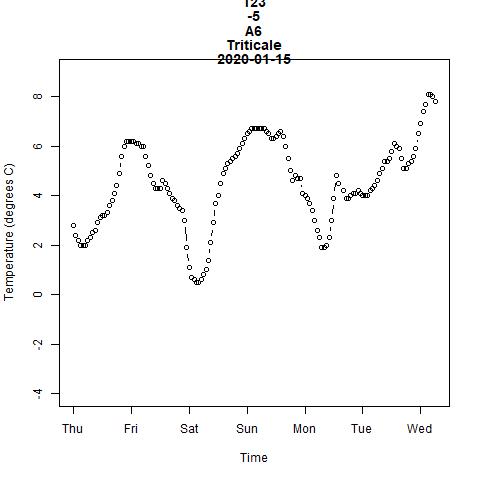 123
-5
A6
Triticale
2020-01-15
8
6
4
2
0
-2
-4
Temperature (degrees C)
Thu Fri Sat Sun Mon Tue Wed
Time